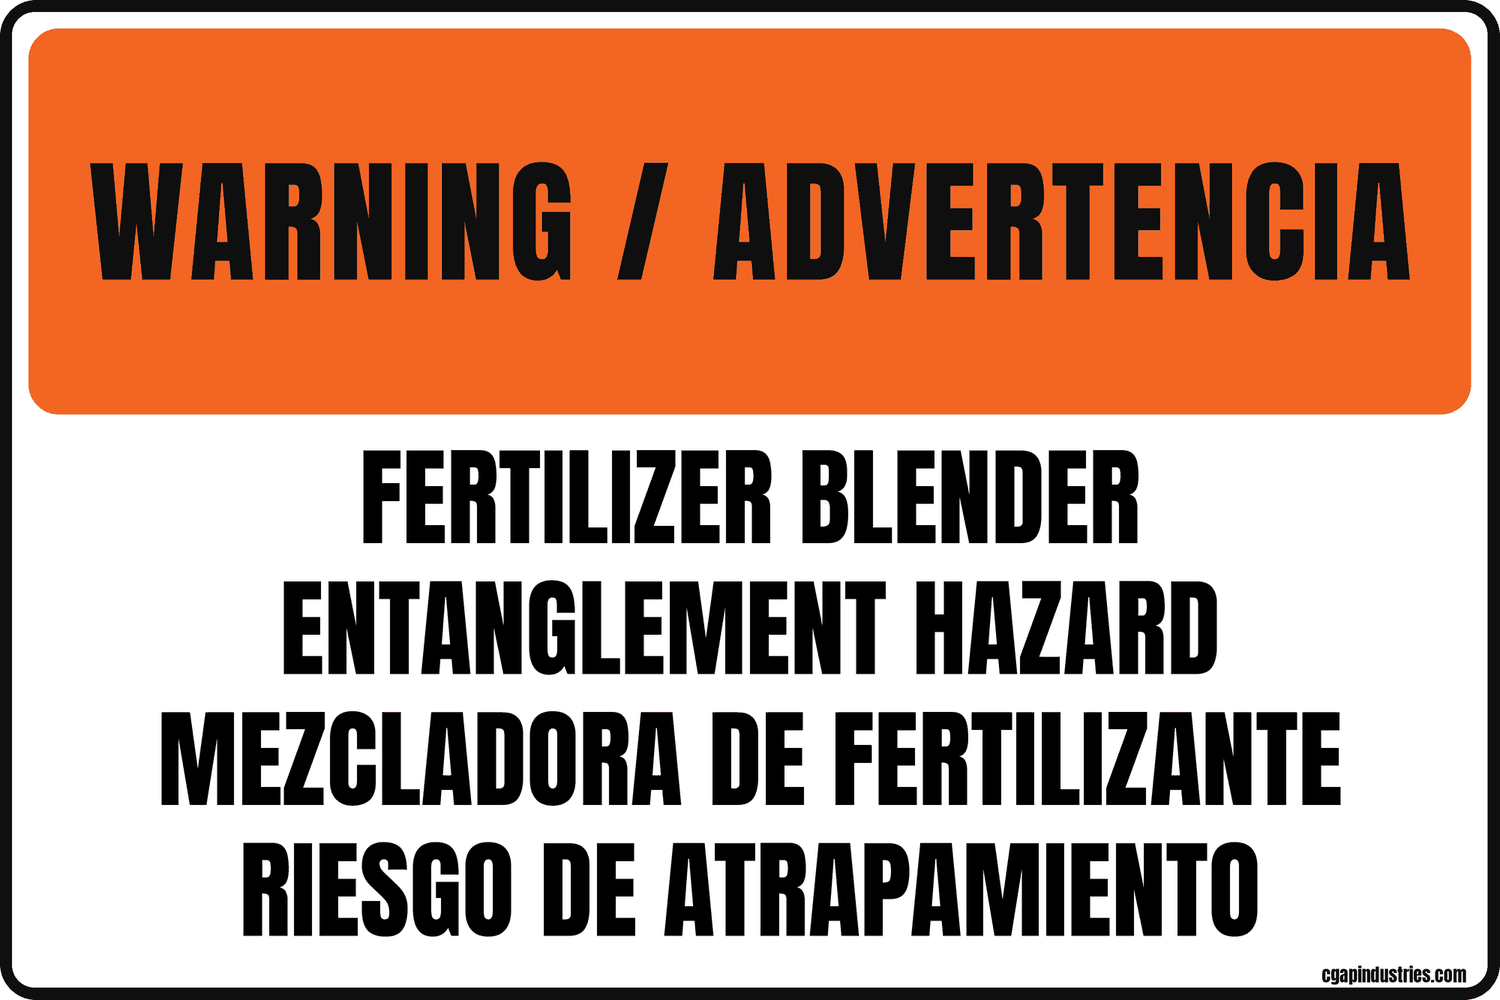 WARNING / ADVERTENCIA
FERTILIZER BLENDER
ENTANGLEMENT HAZARD
MEZCLADORA DE FERTILIZANTE
RIESGO DE ATRAPAMIENTO
cgapindustries.com